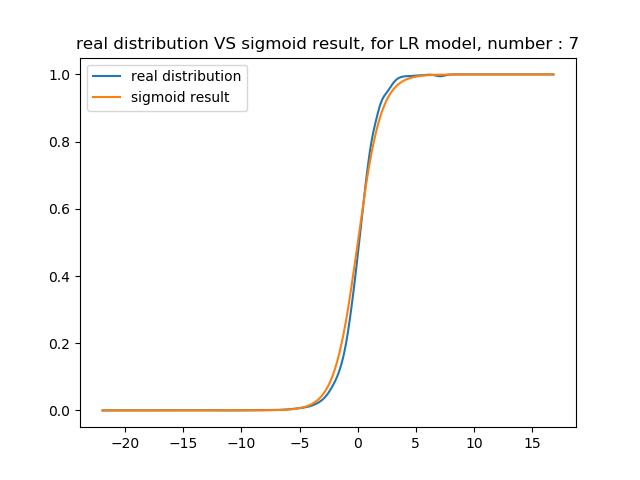 real distribution VS sigmoid result, for LR model, number : 7
real distribution
sigmoid result
1.0
0.8
0.6
0.4
0.2
0.0
−20 −15 −10 −5 0 5 10 15